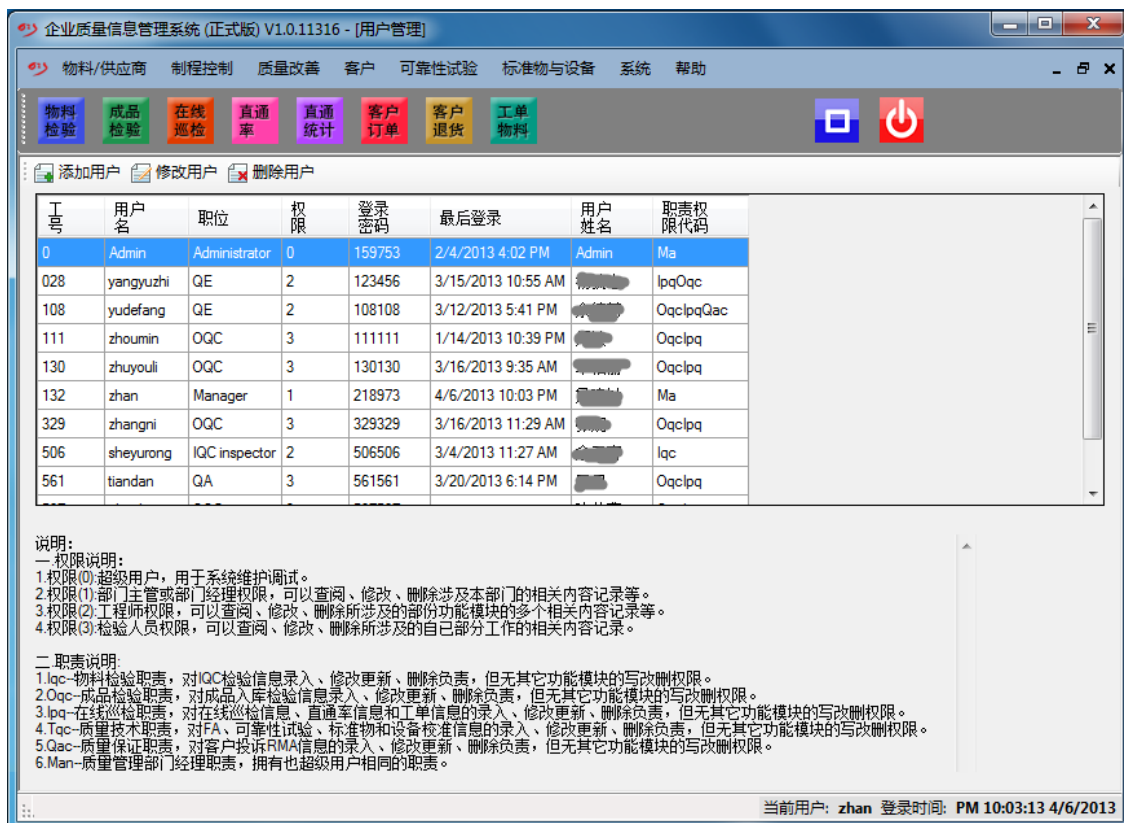 企业质量信息管理系统 (正式版) V1.0.11316 - [用户管理]
物料/供应商 制程控制 质量改善 客户 可靠性试验 标准物与设备 系统 帮助
物料检验 成品检验 在线巡检 直通率 直通统计 客户订单 客户退货 工单物料
添加用户 修改用户 删除用户
工号 用户名 职位 权限 登录密码 最后登录 用户姓名 职责权限代码
0 Admin Administrator 0 159753 2/4/2013 4:02 PM Admin Ma
028 yangyuzhi QE 2 123456 3/15/2013 10:55 AM IpqOqc
108 yudefang QE 2 108108 3/12/2013 5:41 PM OqcIpqQac
111 zhoumin OQC 3 111111 1/14/2013 10:39 PM OqcIpq
130 zhuyouli OQC 3 130130 3/16/2013 9:35 AM OqcIpq
132 zhan Manager 1 218973 4/6/2013 10:03 PM Ma
329 zhangni OQC 3 329329 3/16/2013 11:29 AM OqcIpq
506 sheyurong IQC inspector 2 506506 3/4/2013 11:27 AM Iqc
561 tiandan QA 3 561561 3/20/2013 6:14 PM OqcIpq
说明:
一.权限说明:
1.权限(0):超级用户，用于系统维护调试。
2.权限(1):部门主管或部门经理权限，可以查阅、修改、删除涉及本部门的相关内容记录等。
3.权限(2):工程师权限，可以查阅、修改、删除所涉及的部份功能模块的多个相关内容记录等。
4.权限(3):检验人员权限，可以查阅、修改、删除所涉及的自已部分工作的相关内容记录。
二.职责说明:
1.Iqc--物料检验职责，对IQC检验信息录入、修改更新、删除负责，但无其它功能模块的写改删权限。
2.Oqc--成品检验职责，对成品入库检验信息录入、修改更新、删除负责，但无其它功能模块的写改删权限。
3.Ipq--在线巡检职责，对在线巡检信息、直通率信息和工单信息的录入、修改更新、删除负责，但无其它功能模块的写改删权限。
4.Tqc--质量技术职责，对FA、可靠性试验、标准物和设备校准信息的录入、修改更新、删除负责，但无其它功能模块的写改删权限。
5.Qac--质量保证职责，对客户投诉RMA信息的录入、修改更新、删除负责，但无其它功能模块的写改删权限。
6.Man--质量管理部门经理职责，拥有也超级用户相同的职责。
当前用户: zhan 登录时间: PM 10:03:13 4/6/2013